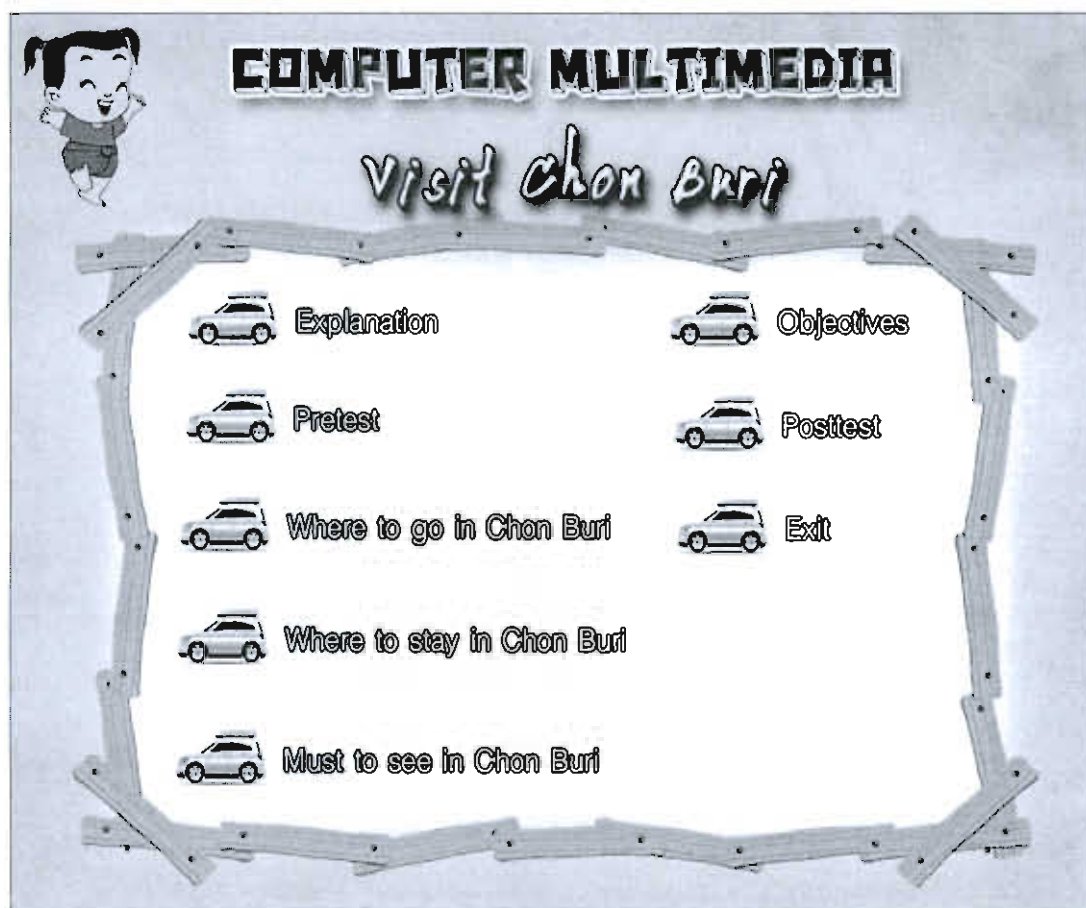 COMPUTER MULTIMEDIA
Visit Chon Buri
Explanation
Objectives
Pretest
Posttest
Where to go in Chon Buri
Exit
Where to stay in Chon Buri
Must to see in Chon Buri